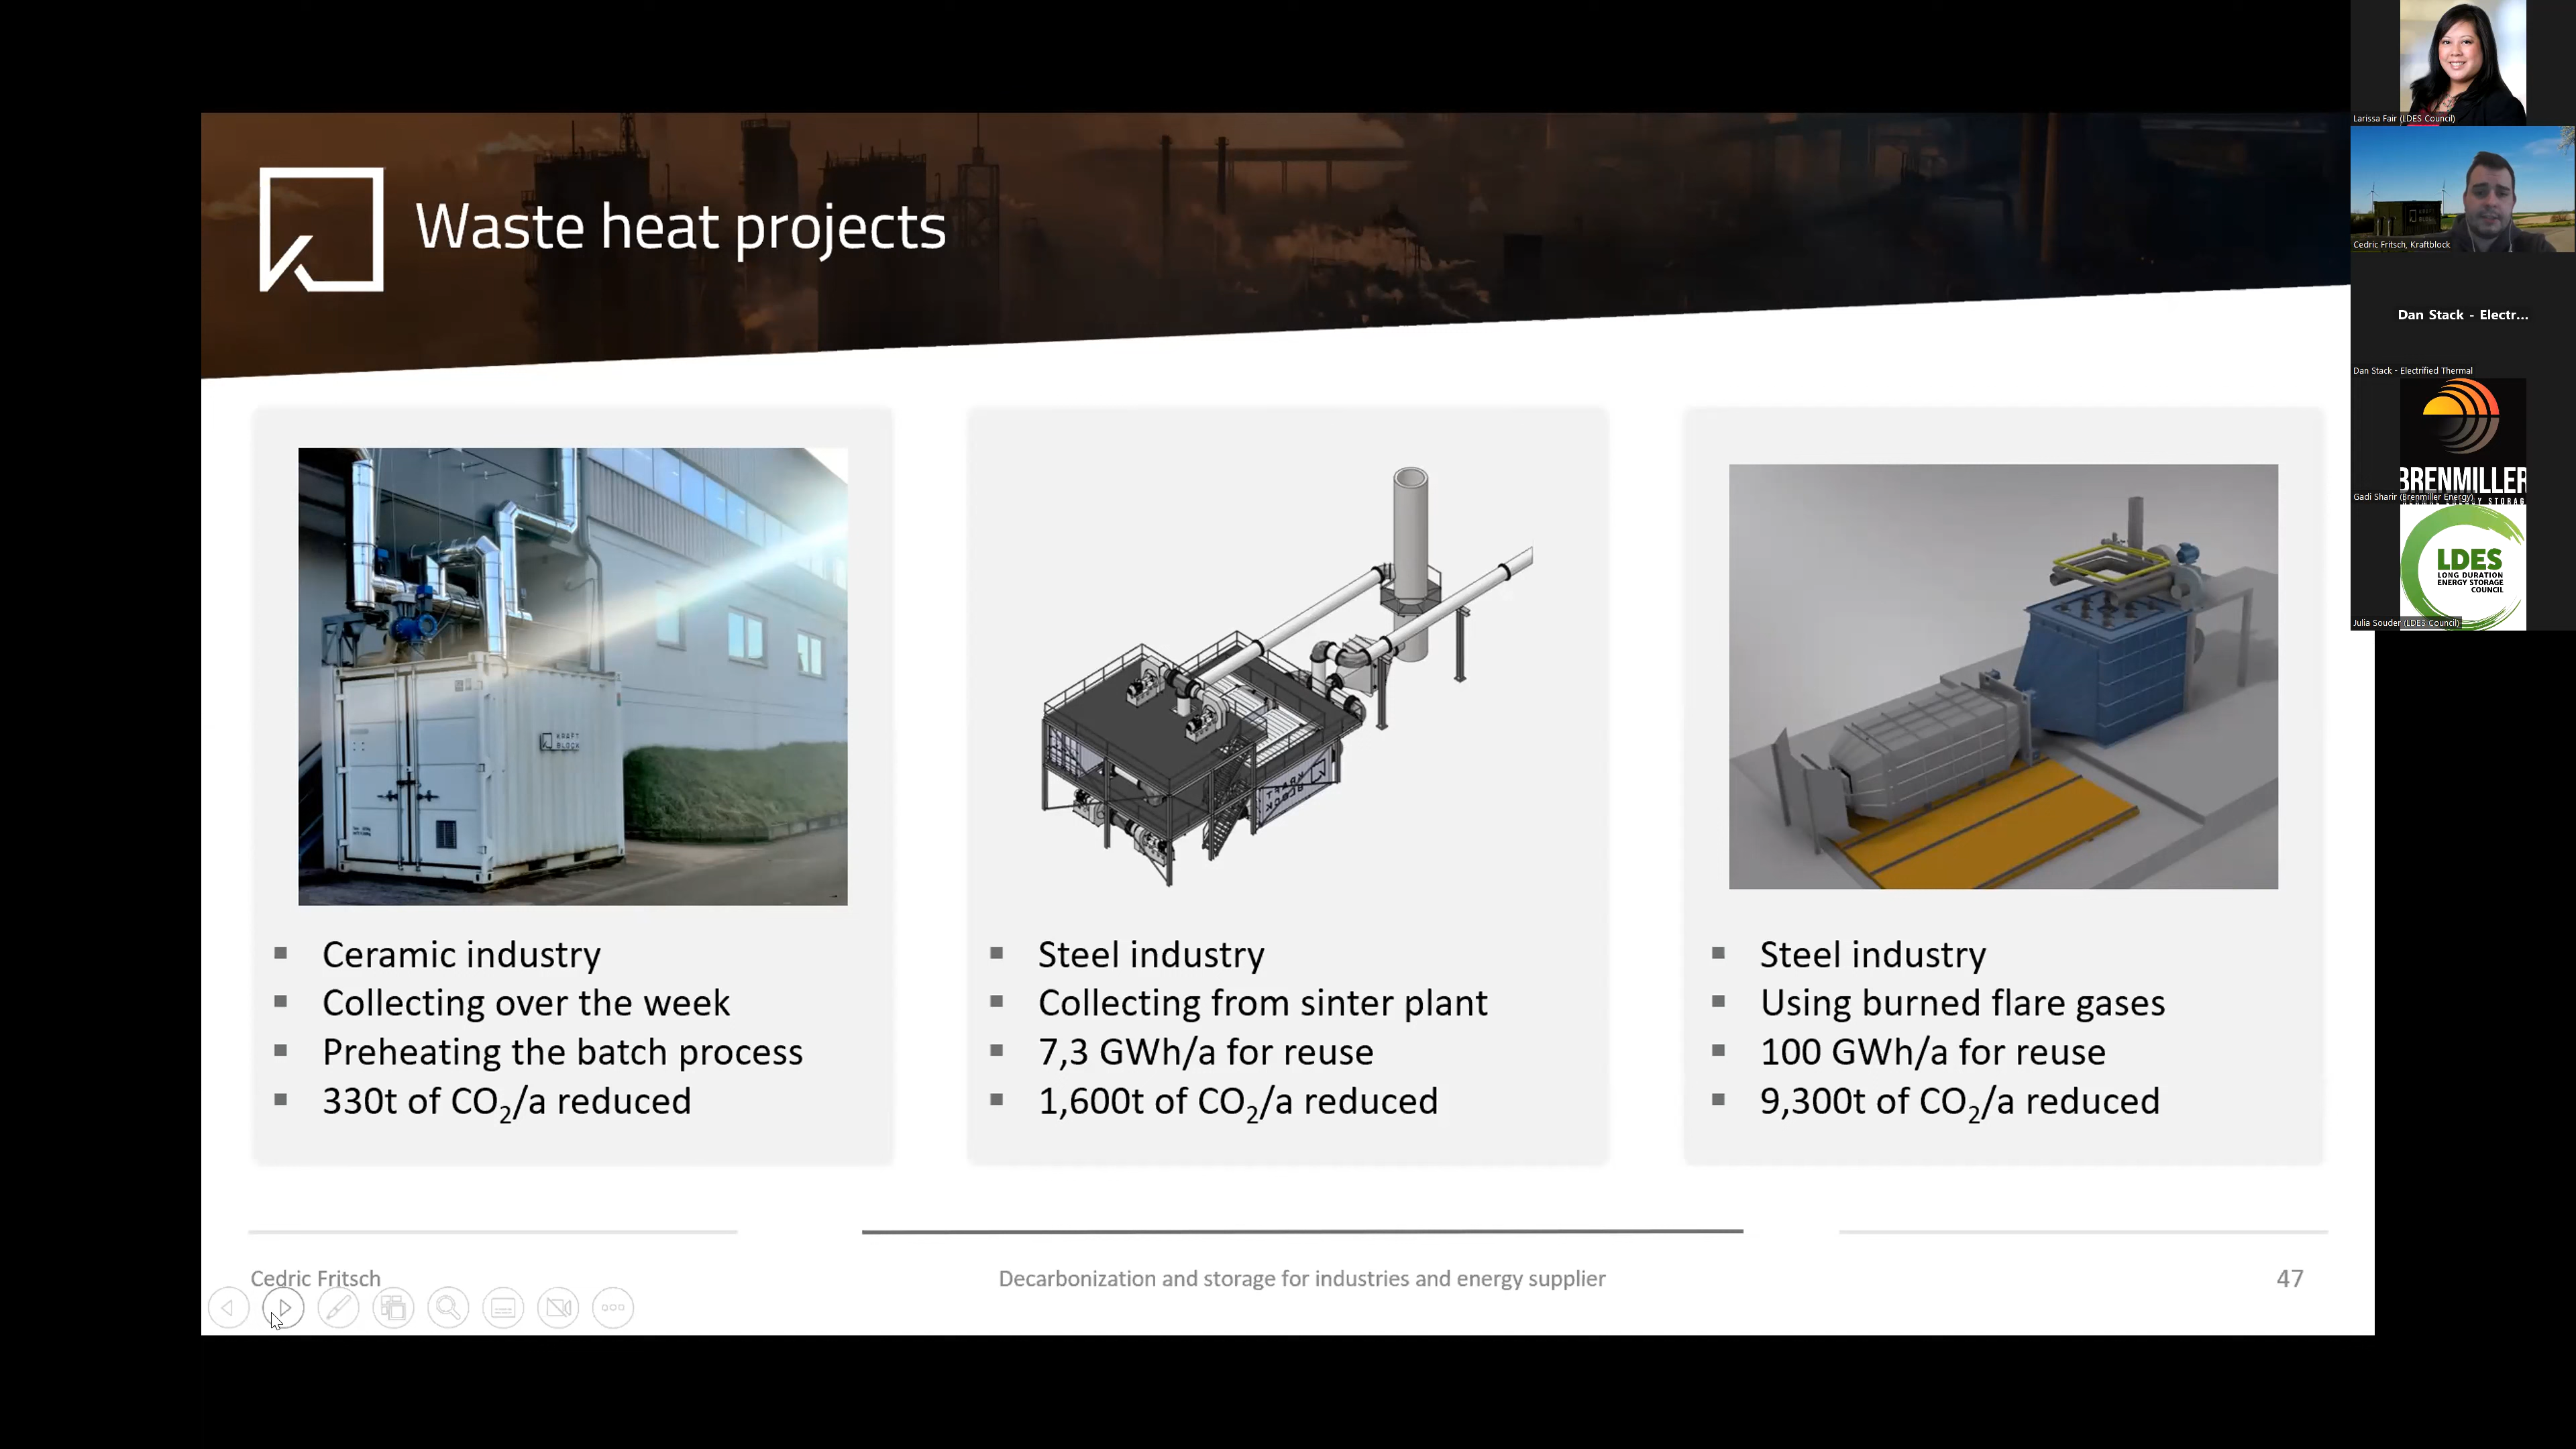 Waste heat projects
KRAFT
BLOCK
Ceramic industry
Collecting over the week
Preheating the batch process
330t of CO₂/a reduced
KRAFT
BLOCK
Steel industry
Collecting from sinter plant
7,3 GWh/a for reuse
1,600t of CO₂/a reduced
Steel industry
Using burned flare gases
100 GWh/a for reuse
9,300t of CO₂/a reduced
Cedric Fritsch
Decarbonization and storage for industries and energy supplier
47
Larissa Fair (LDES Council)
Cedric Fritsch, Kraftblock
Dan Stack - Electr...
Dan Stack - Electrified Thermal
BRENMILLER
Gadi Sharir (Brenmiller Energy)
LDES
LONG DURATION
ENERGY STORAGE
COUNCIL
Julia Souder (LDES Council)